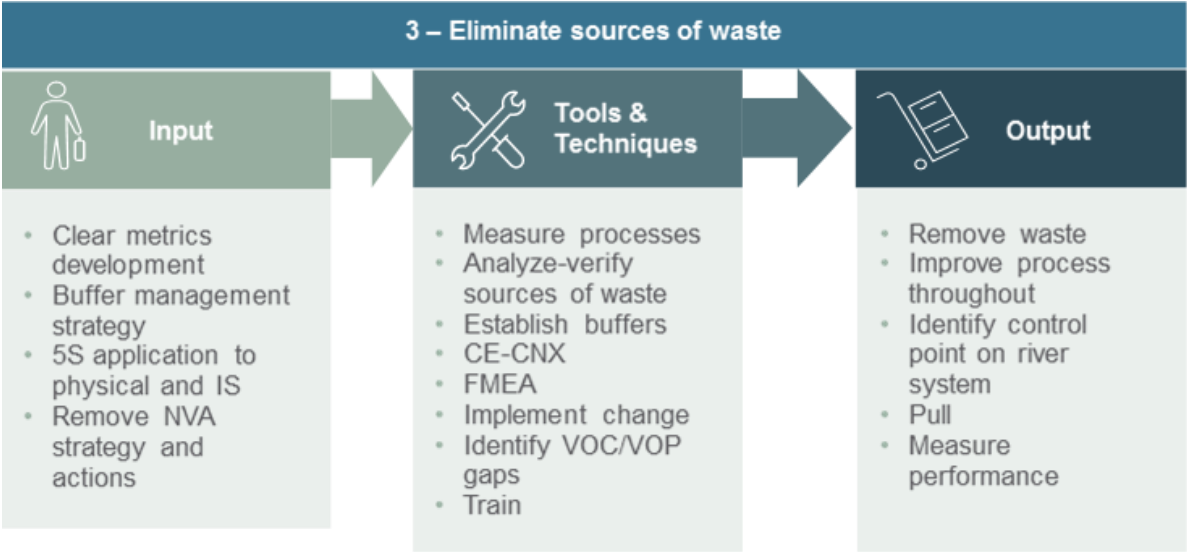 3 – Eliminate sources of waste
Input
• Clear metrics
development
• Buffer management
strategy
• 5S application to
physical and IS
• Remove NVA
strategy and
actions
Tools &
Techniques
• Measure processes
• Analyze-verify
sources of waste
• Establish buffers
• CE-CNX
• FMEA
• Implement change
• Identify VOC/VOP
gaps
• Train
Output
• Remove waste
• Improve process
throughout
• Identify control
point on river
system
• Pull
• Measure
performance